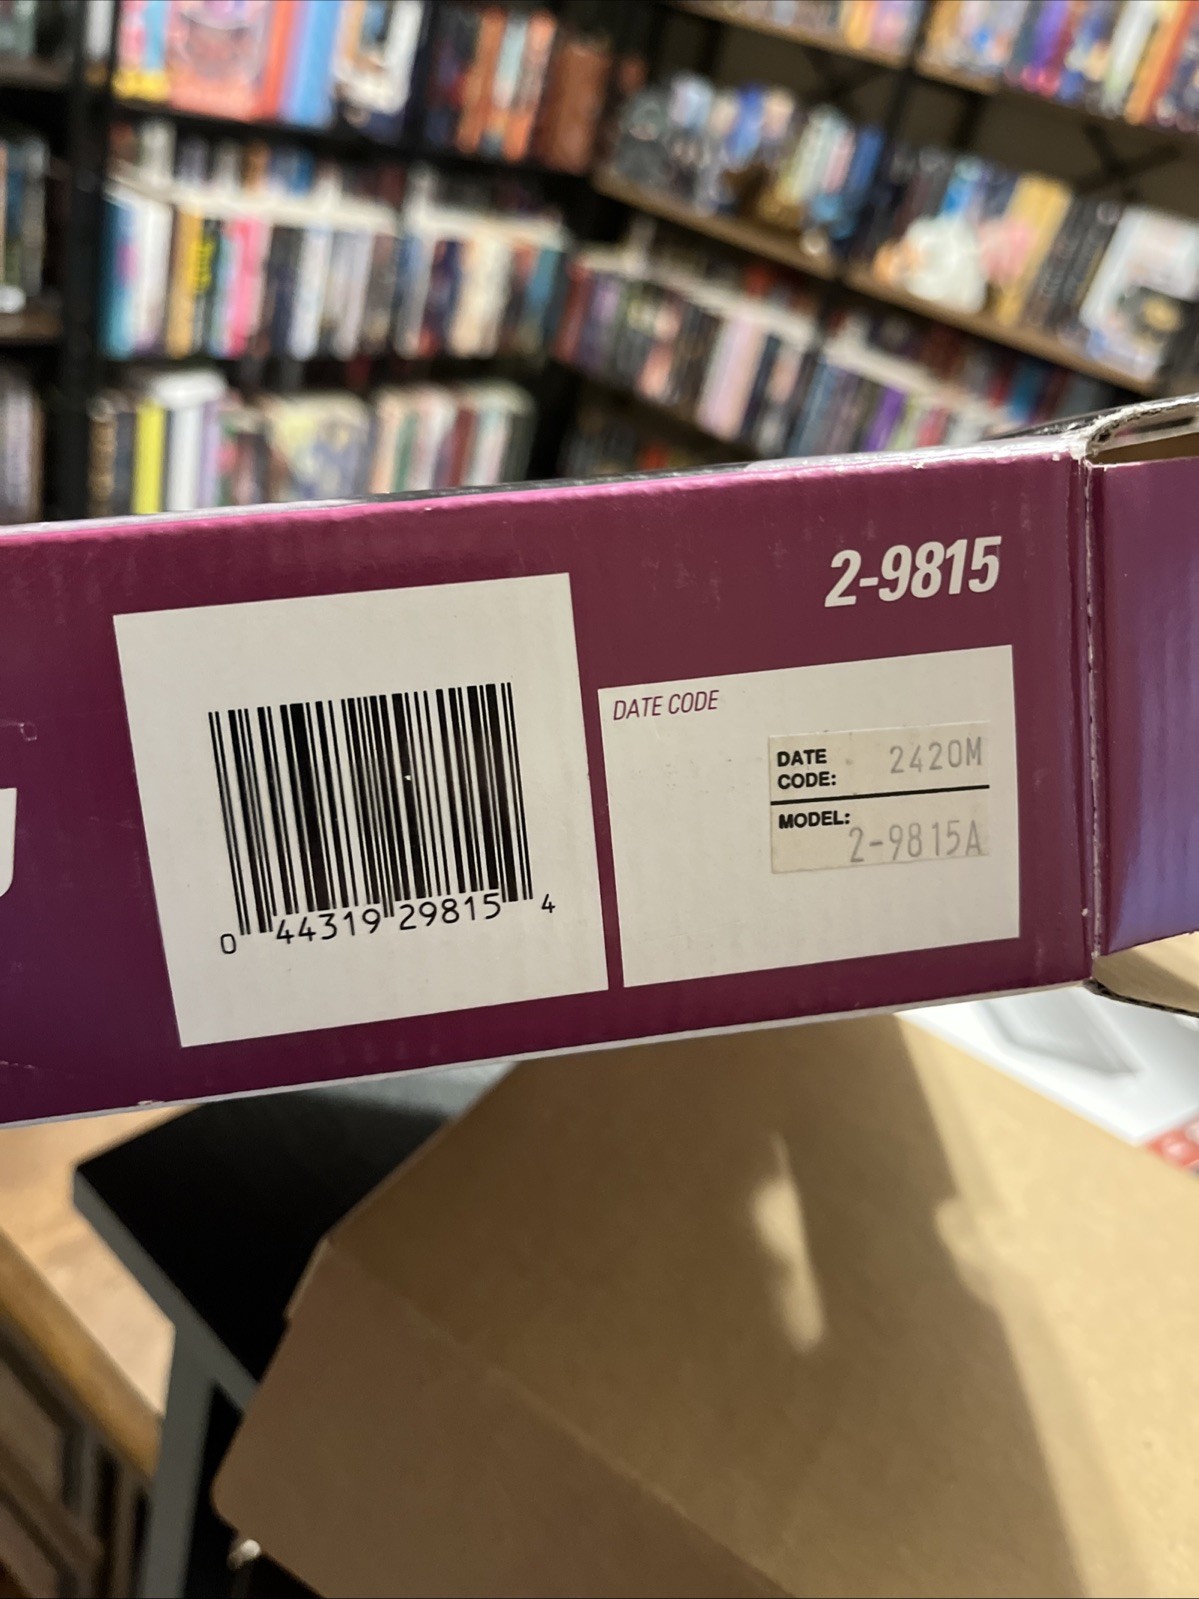 2-9815
0 44319 29815 4
DATE CODE
DATE CODE: 2420M
MODEL: 2-9815A